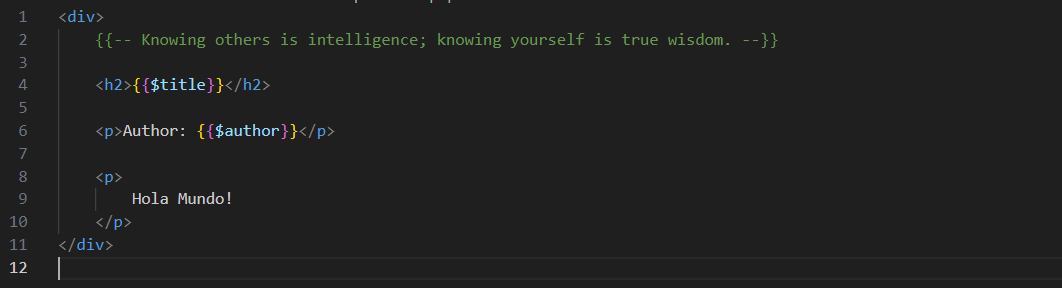 1 <div>
2 {{-- Knowing others is intelligence; knowing yourself is true wisdom. --}}
3
4 <h2>{{$title}}</h2>
5
6 <p>Author: {{$author}}</p>
7
8 <p>
9 Hola Mundo!
10 </p>
11 </div>
12